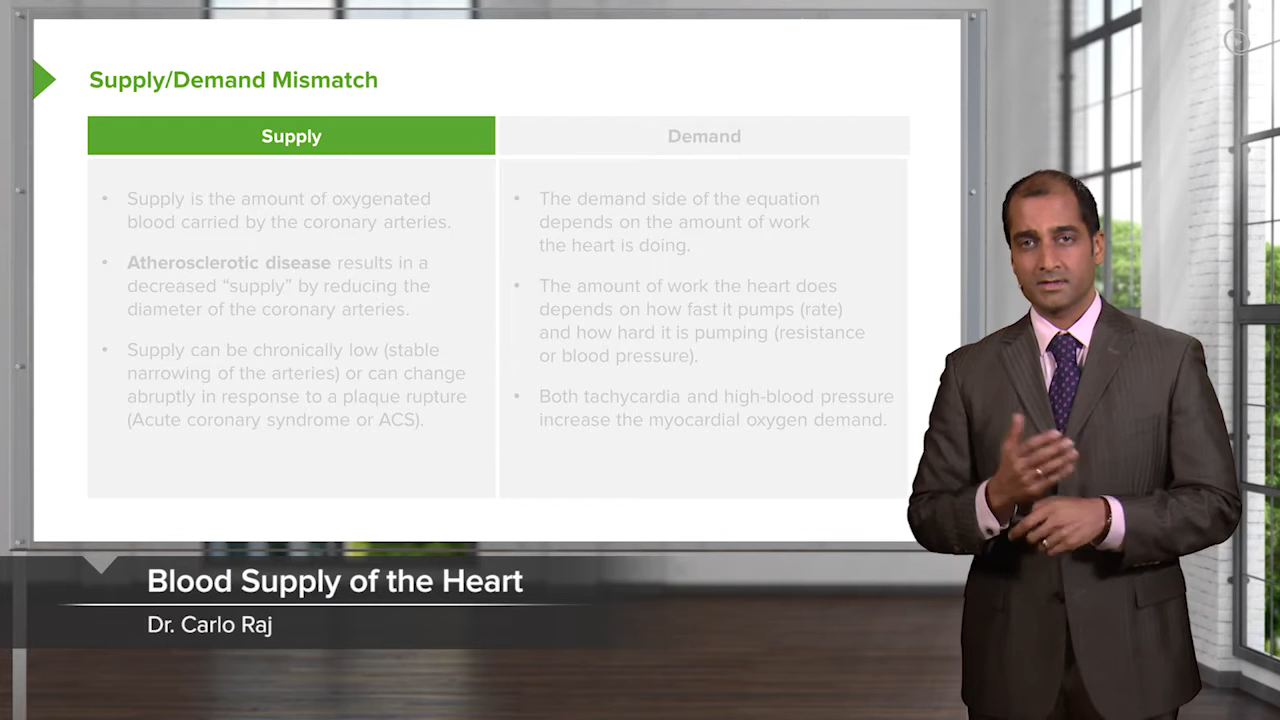 Supply/Demand Mismatch
Supply
Demand
• Supply is the amount of oxygenated
blood carried by the coronary arteries.
• Atherosclerotic disease results in a
decreased “supply” by reducing the
diameter of the coronary arteries.
• Supply can be chronically low (stable
narrowing of the arteries) or can change
abruptly in response to a plaque rupture
(Acute coronary syndrome or ACS).
• The demand side of the equation
depends on the amount of work
the heart is doing.
• The amount of work the heart does
depends on how fast it pumps (rate)
and how hard it is pumping (resistance
or blood pressure).
• Both tachycardia and high-blood pressure
increase the myocardial oxygen demand.
Blood Supply of the Heart
Dr. Carlo Raj